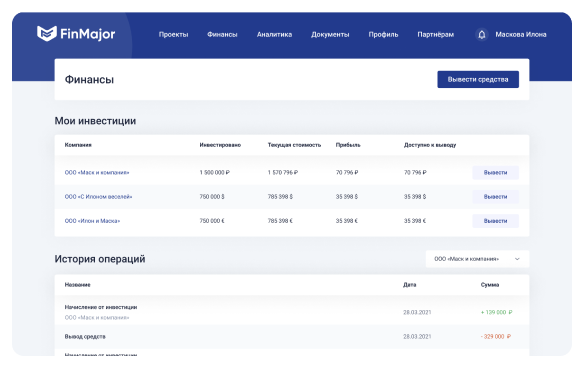 FinMajor Проекты Финансы Аналитика Документы Профиль Партнёрам Маскова Илона
Финансы Вывести средства
Мои инвестиции
Компания Инвестировано Текущая стоимость Прибыль Доступно к выводу
ООО «Маск и компания» 1 500 000 ₽ 1 570 796 ₽ 70 796 ₽ 70 796 ₽ Вывести
ООО «С Илонем веселей» 750 000 $ 785 398 $ 35 398 $ 35 398 $ Вывести
ООО «Илон и Маска» 750 000 € 785 398 € 35 398 € 35 398 € Вывести
История операций ООО «Маск и компания»
Название Дата Сумма
Начисление от инвестиции
ООО «Маск и компания» 28.03.2021 + 139 000 ₽
Вывод средств 28.03.2021 - 329 000 ₽
Начисление от инвестиции